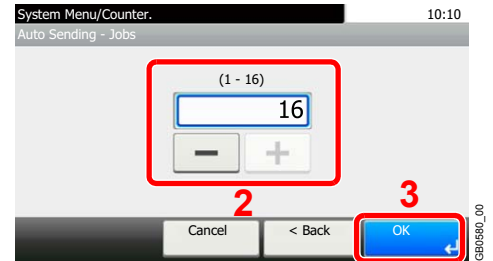 System Menu/Counter.
10:10
Auto Sending - Jobs
(1 - 16)
16
2
3
Cancel
< Back
OK
GB0580_00